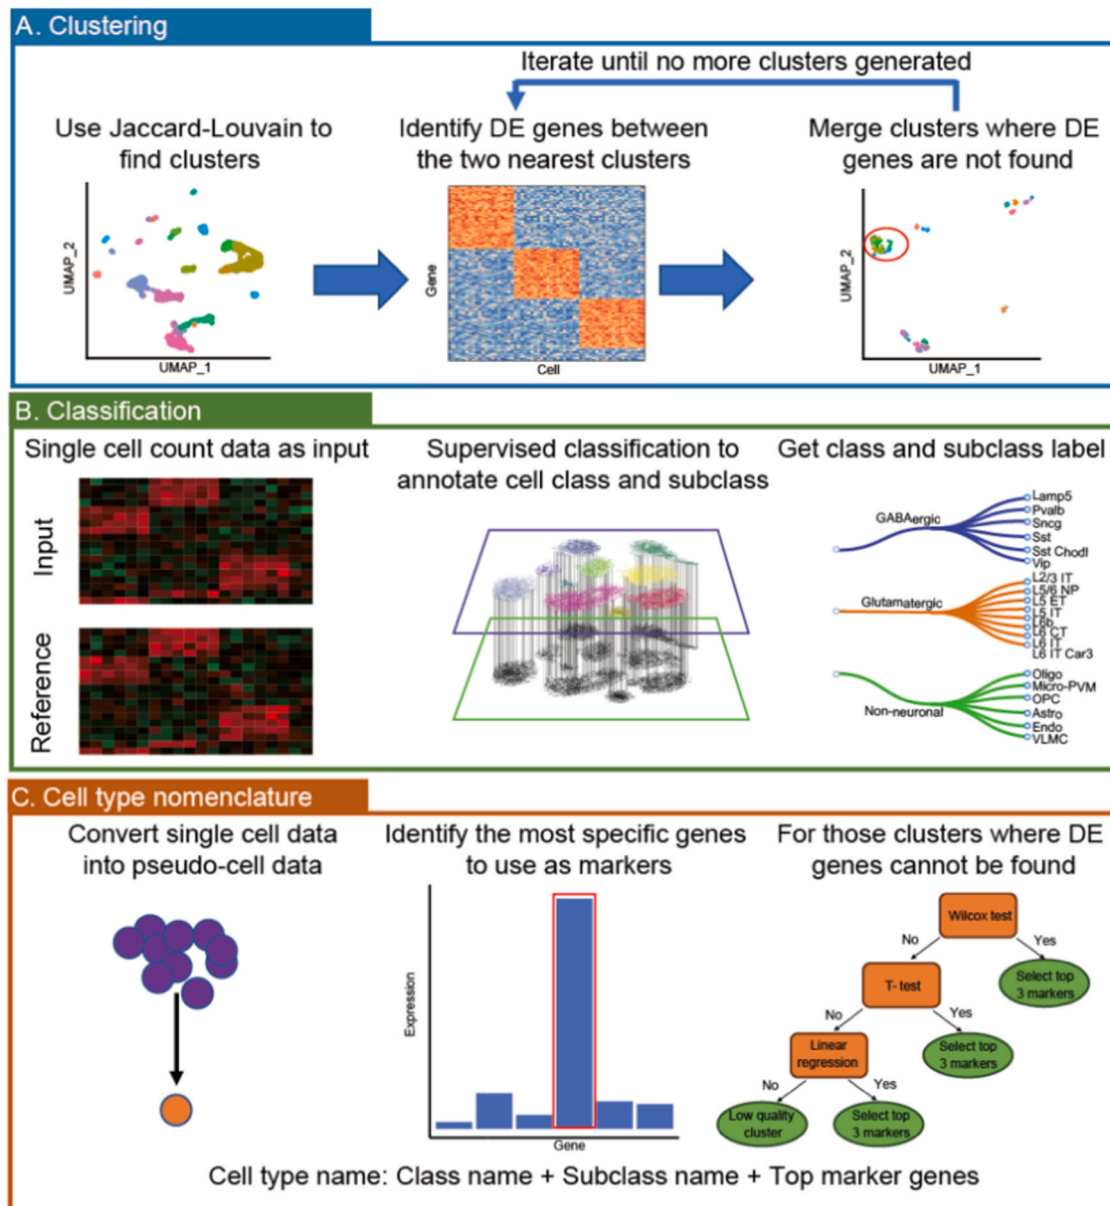 A. Clustering
Iterate until no more clusters generated
Use Jaccard-Louvain to
find clusters
Identify DE genes between
the two nearest clusters
Merge clusters where DE
genes are not found
UMAP_2
UMAP_1
Gene
Cell
UMAP_2
UMAP_1
B. Classification
Single cell count data as input
Supervised classification to
annotate cell class and subclass
Get class and subclass label
Input
Reference
GABAergic
Lamp5
Pvalb
Sncg
Sst
Sst Chodl
Vip
Glutamatergic
L2/3 IT
L5/6 NP
L5 ET
L5 IT
L6b
L6 CT
L6 IT
L6 IT Car3
Non-neuronal
Oligo
Micro-PVM
OPC
Astro
Endo
VLMC
C. Cell type nomenclature
Convert single cell data
into pseudo-cell data
Identify the most specific genes
to use as markers
For those clusters where DE
genes cannot be found
Expression
Gene
Wilcox test
No
Yes
T- test
Select top
3 markers
No
Yes
Linear
regression
Select top
3 markers
No
Yes
Low quality
cluster
Select top
3 markers
Cell type name: Class name + Subclass name + Top marker genes